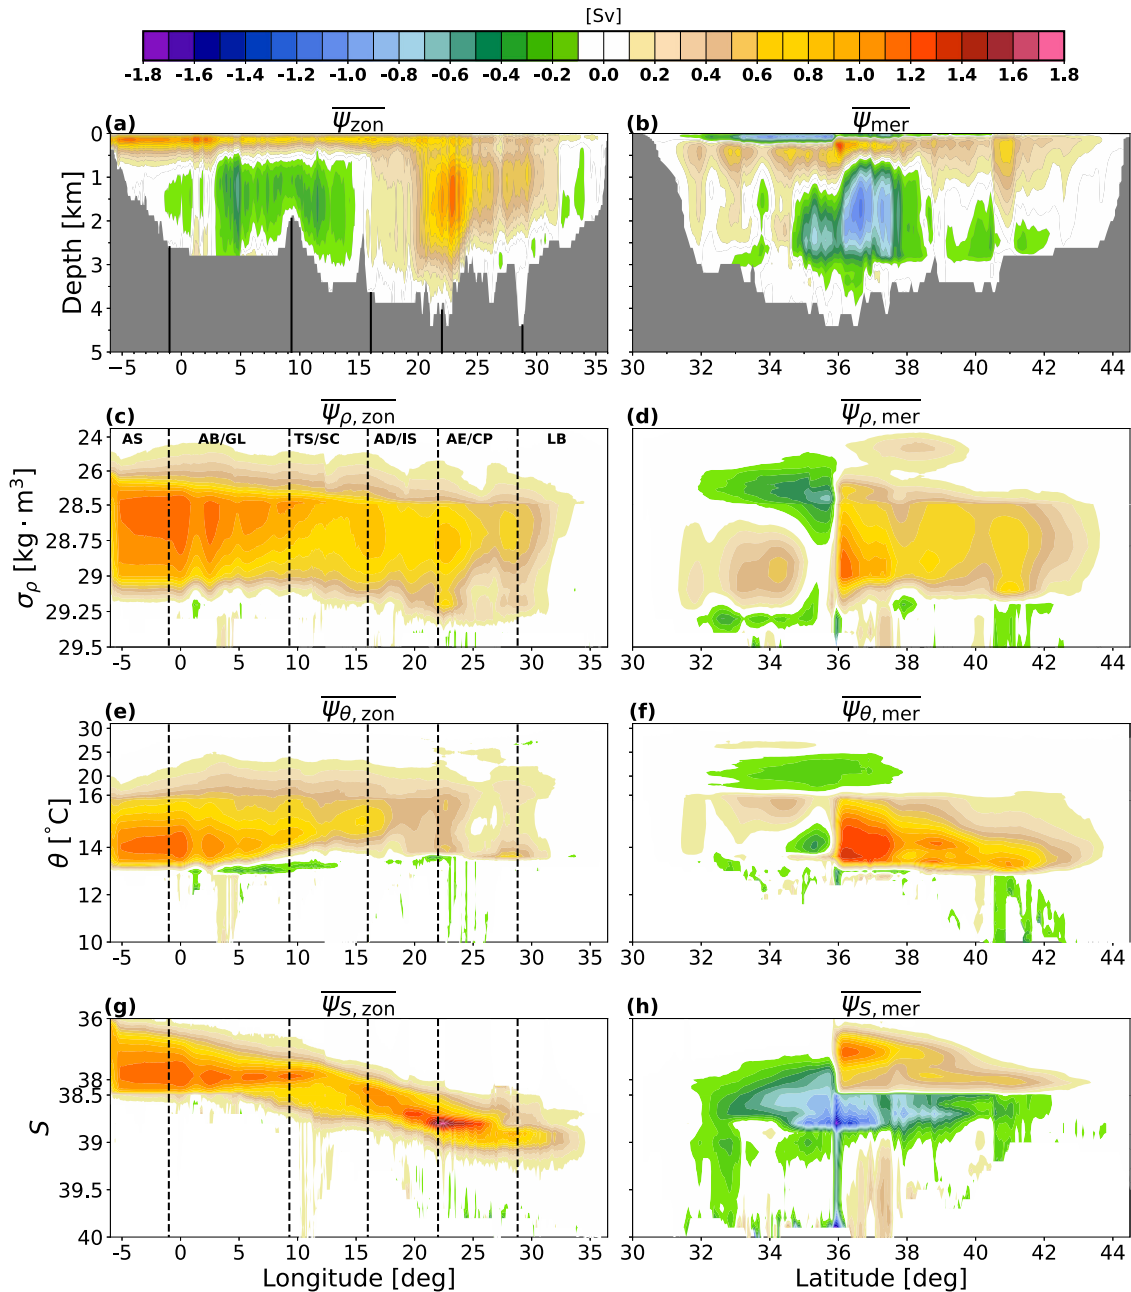 [Sv]
-1.8 -1.6 -1.4 -1.2 -1.0 -0.8 -0.6 -0.4 -0.2 0.0 0.2 0.4 0.6 0.8 1.0 1.2 1.4 1.6 1.8
(a) ψzon
(b) ψmer
Depth [km]
0
1
2
3
4
5
−5 0 5 10 15 20 25 30 35
30 32 34 36 38 40 42 44
(c) ψρ, zon
(d) ψρ, mer
AS AB/GL TS/SC AD/IS AE/CP LB
σρ [kg · m³]
24
26
28.5
28.75
29
29.25
29.5
-5 0 5 10 15 20 25 30 35
30 32 34 36 38 40 42 44
(e) ψθ, zon
(f) ψθ, mer
θ [°C]
30
25
20
16
14
12
10
-5 0 5 10 15 20 25 30 35
30 32 34 36 38 40 42 44
(g) ψS, zon
(h) ψS, mer
S
36
38
38.5
39
39.5
40
-5 0 5 10 15 20 25 30 35
30 32 34 36 38 40 42 44
Longitude [deg]
Latitude [deg]